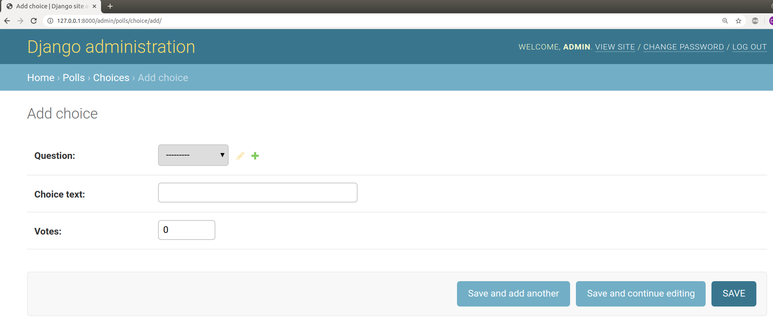 Add choice | Django site
127.0.0.1:8000/admin/polls/choice/add/
Django administration
WELCOME, ADMIN. VIEW SITE / CHANGE PASSWORD / LOG OUT
Home › Polls › Choices › Add choice
Add choice
Question: ---------
Choice text:
Votes: 0
Save and add another Save and continue editing SAVE